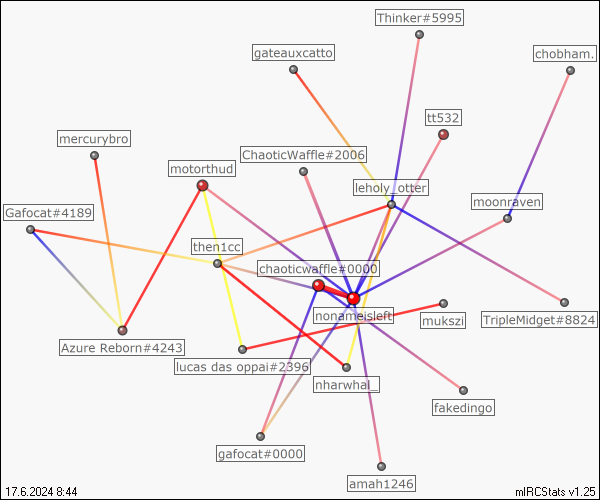 Thinker#5995
gateauxcatto
chobham.
tt532
mercurybro
ChaoticWaffle#2006
motorthud
leholy_otter
moonraven
Gafocat#4189
then1cc
chaoticwaffle#0000
nonameisleft
mukszi
TripleMidget#8824
Azure Reborn#4243
lucas das oppai#2396
nharwhal_
fakedingo
gafocat#0000
amah1246
17.6.2024 8:44
mIRCStats v1.25